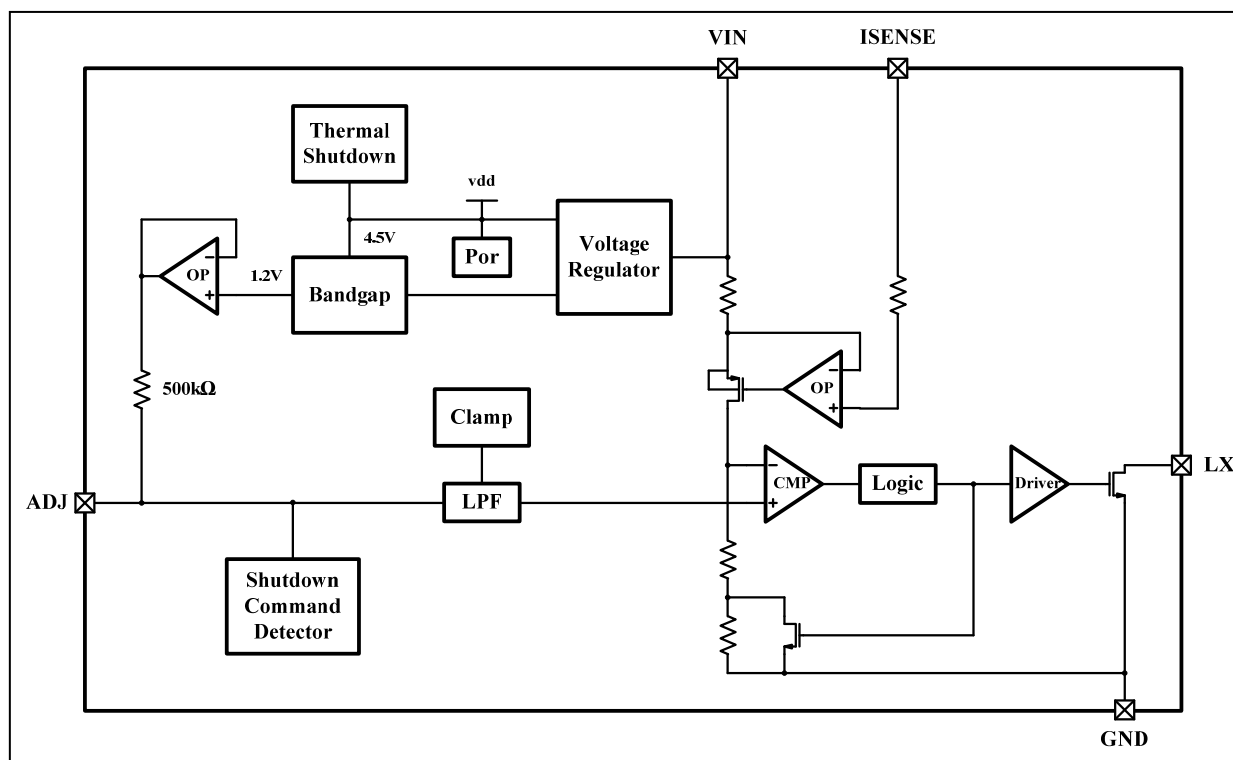 VIN
ISENSE
Thermal
Shutdown
vdd
4.5V
Por
Voltage
Regulator
−
OP
+
1.2V
Bandgap
500kΩ
−
OP
+
Clamp
−
CMP
+
Logic
Driver
LX
ADJ
LPF
Shutdown
Command
Detector
GND